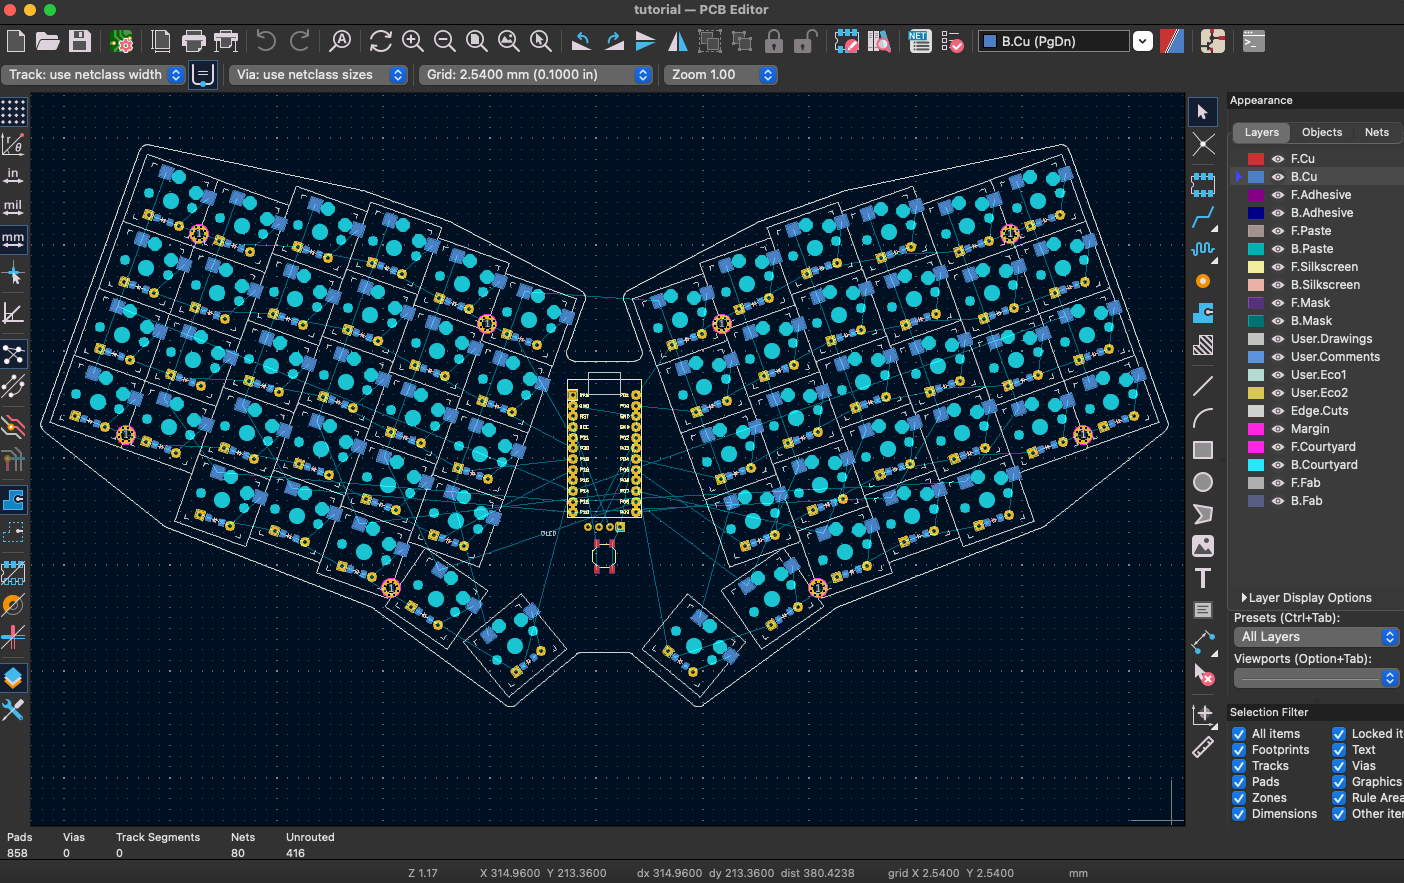 tutorial — PCB Editor
B.Cu (PgDn)
Track: use netclass width
Via: use netclass sizes
Grid: 2.5400 mm (0.1000 in)
Zoom 1.00
in
mil
mm
NET
OLED
Appearance
Layers Objects Nets
F.Cu
B.Cu
F.Adhesive
B.Adhesive
F.Paste
B.Paste
F.Silkscreen
B.Silkscreen
F.Mask
B.Mask
User.Drawings
User.Comments
User.Eco1
User.Eco2
Edge.Cuts
Margin
F.Courtyard
B.Courtyard
F.Fab
B.Fab
Layer Display Options
Presets (Ctrl+Tab):
All Layers
Viewports (Option+Tab):
Selection Filter
All items Locked it
Footprints Text
Tracks Vias
Pads Graphics
Zones Rule Area
Dimensions Other iter
Pads Vias Track Segments Nets Unrouted
858 0 0 80 416
Z 1.17 X 314.9600 Y 213.3600 dx 314.9600 dy 213.3600 dist 380.4238 grid X 2.5400 Y 2.5400 mm